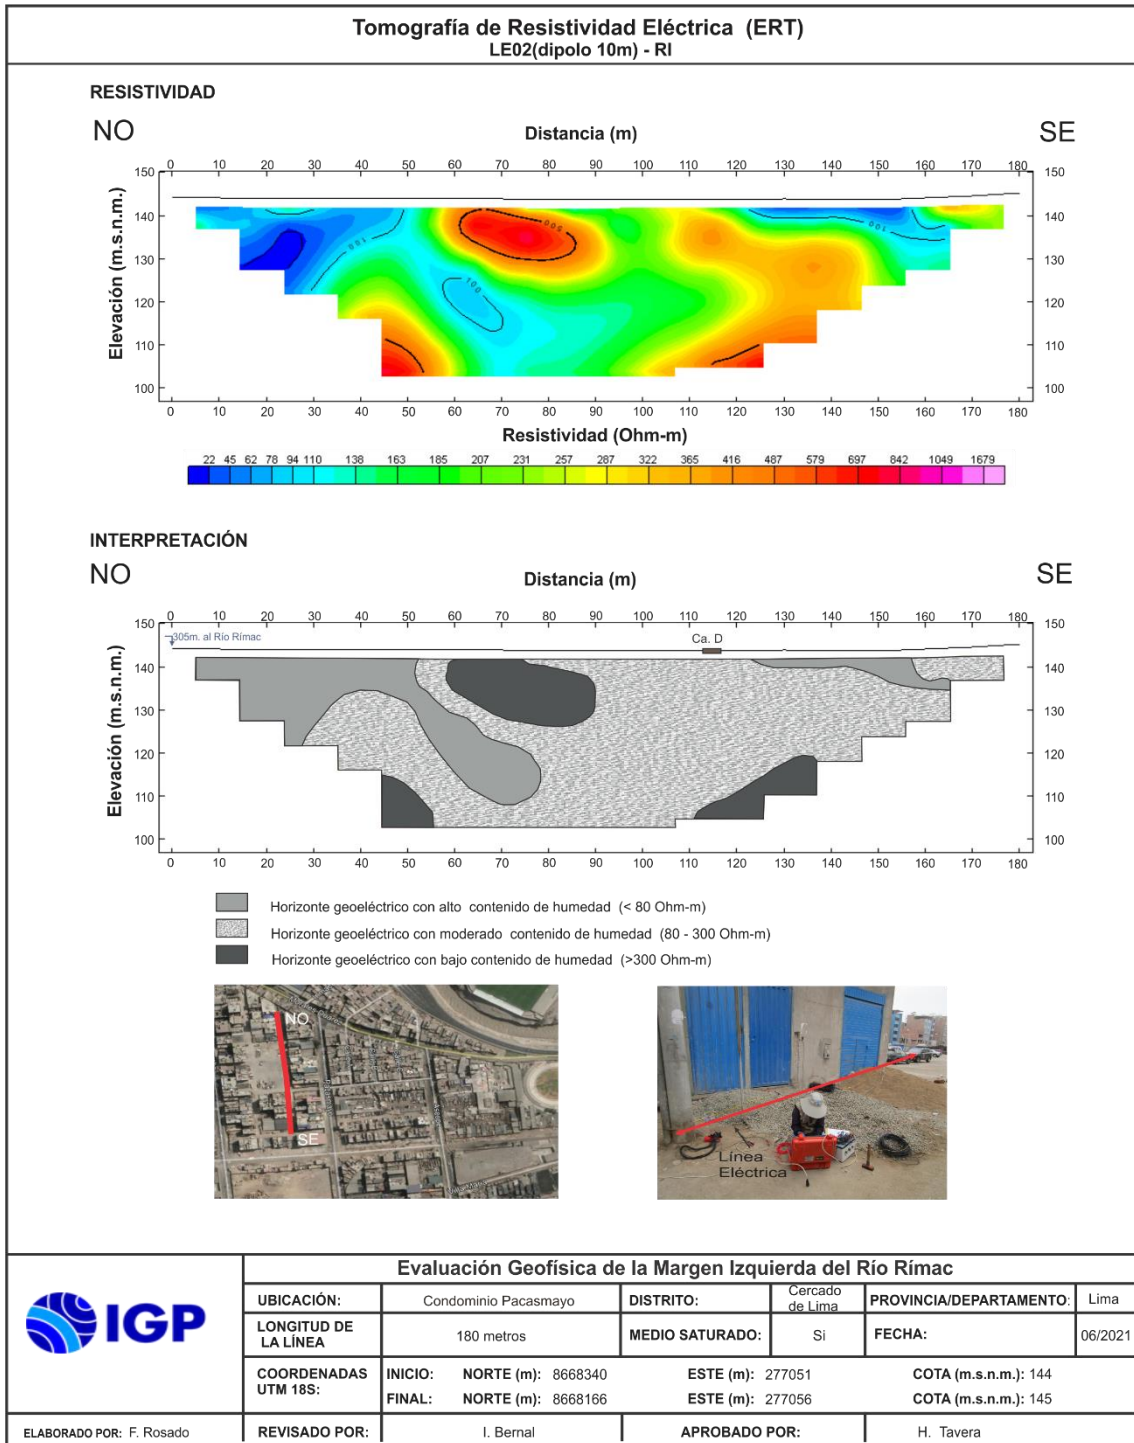 Tomografía de Resistividad Eléctrica (ERT)
LE02(dipolo 10m) - RI
RESISTIVIDAD
NO
SE
Distancia (m)
0 10 20 30 40 50 60 70 80 90 100 110 120 130 140 150 160 170 180
150
140
130
120
110
100
Elevación (m.s.n.m.)
150
140
130
120
110
100
100
500
100
100
0 10 20 30 40 50 60 70 80 90 100 110 120 130 140 150 160 170 180
Resistividad (Ohm-m)
22 45 62 78 94 110 138 163 185 207 231 257 287 322 365 416 487 579 697 842 1049 1679
INTERPRETACIÓN
NO
SE
Distancia (m)
0 10 20 30 40 50 60 70 80 90 100 110 120 130 140 150 160 170 180
305m. al Río Rímac
Ca. D
150
140
130
120
110
100
Elevación (m.s.n.m.)
150
140
130
120
110
100
0 10 20 30 40 50 60 70 80 90 100 110 120 130 140 150 160 170 180
Horizonte geoeléctrico con alto contenido de humedad (< 80 Ohm-m)
Horizonte geoeléctrico con moderado contenido de humedad (80 - 300 Ohm-m)
Horizonte geoeléctrico con bajo contenido de humedad (>300 Ohm-m)
NO
SE
Línea
Eléctrica
IGP
Evaluación Geofísica de la Margen Izquierda del Río Rímac
UBICACIÓN: Condominio Pacasmayo DISTRITO: Cercado de Lima PROVINCIA/DEPARTAMENTO: Lima
LONGITUD DE LA LÍNEA 180 metros MEDIO SATURADO: Si FECHA: 06/2021
COORDENADAS UTM 18S: INICIO: NORTE (m): 8668340 ESTE (m): 277051 COTA (m.s.n.m.): 144
FINAL: NORTE (m): 8668166 ESTE (m): 277056 COTA (m.s.n.m.): 145
ELABORADO POR: F. Rosado REVISADO POR: I. Bernal APROBADO POR: H. Tavera